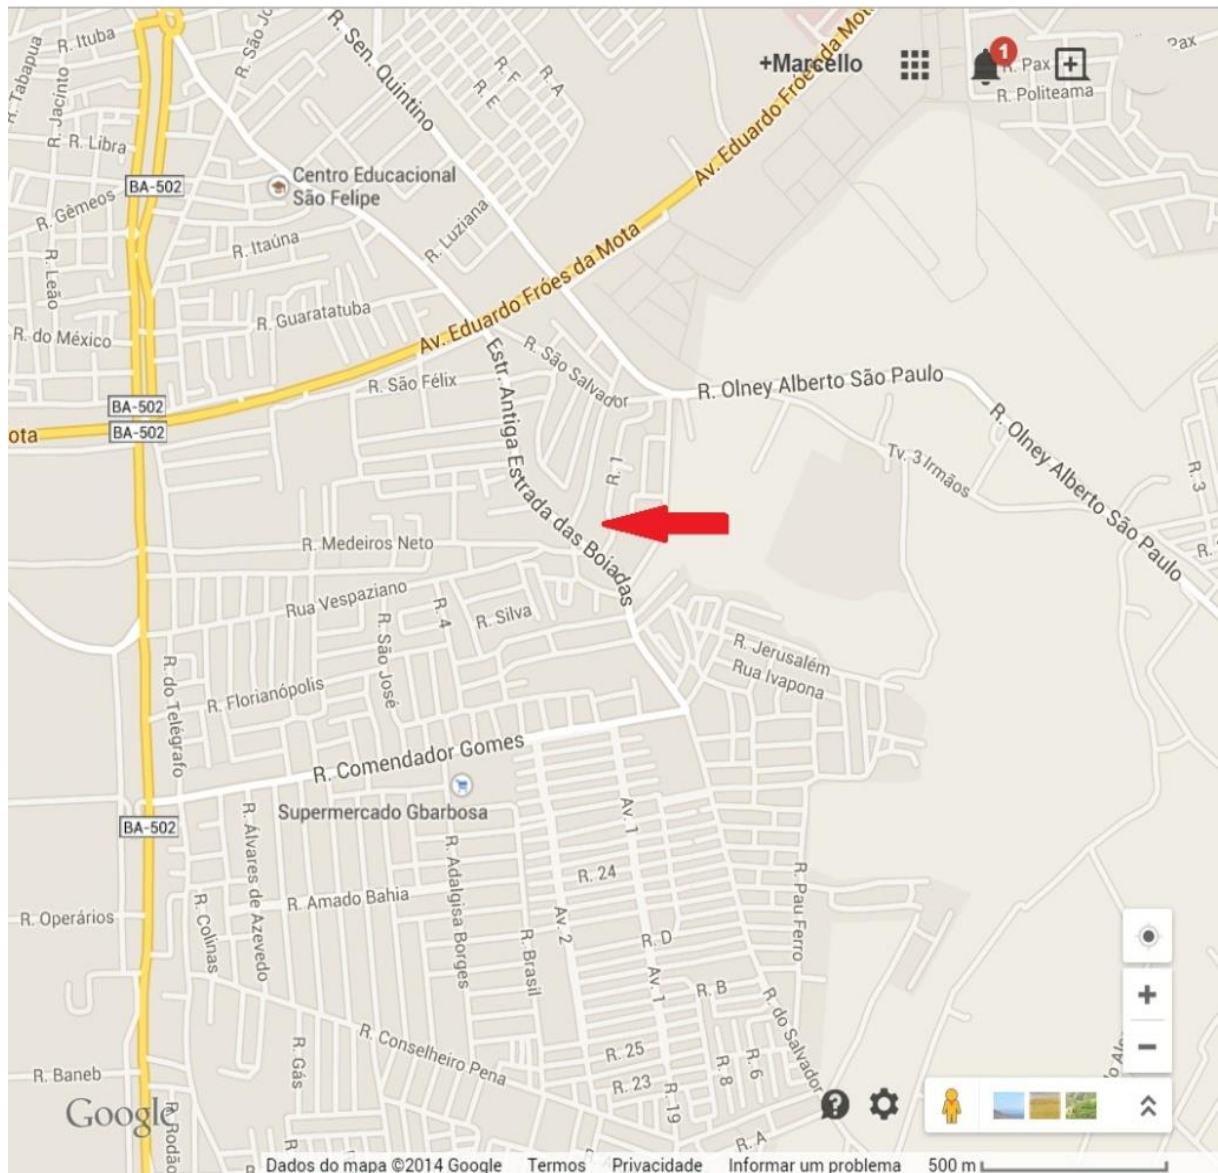 R. Ituba
R. Tabapua
R. Jacinto
R. São Jo
R. Sen. Quintino
R. F
R. E
R. A
Av. Eduardo Fróes da Mota
+Marcello
1
Pax
R. Pax
R. Politeama
R. Libra
BA-502
Centro Educacional
São Felipe
R. Gêmeos
R. Leão
R. Itaúna
R. Luziana
Av. Eduardo Fróes da Mota
R. Guaratatuba
R. do México
R. São Félix
R. São Salvador
R. Olney Alberto São Paulo
BA-502
BA-502
ota
Estr. Antiga Estrada das Boiadas
R. L
Tv. 3 Irmãos
R. Olney Alberto São Paulo
R. 3
R.
R. Medeiros Neto
Rua Vespaziano
R. 4
R. Silva
R. São José
R. Jerusalém
Rua Ivapona
R. do Telégrafo
R. Florianópolis
R. Comendador Gomes
Supermercado Gbarbosa
BA-502
Av. 1
R. Álvares de Azevedo
R. Adalgisa Borges
R. 24
R. Pau Ferro
R. Amado Bahia
R. Operários
R. Colinas
Av. 2
R. Brasil
R. D
Av. 1
R. B
R. do Salvador
R. Conselheiro Pena
R. Gás
R. 25
R. 23
R. 19
R. 8
R. 6
R. Baneb
R. Rodão
R. A
Google
Dados do mapa ©2014 Google Termos Privacidade Informar um problema 500 m